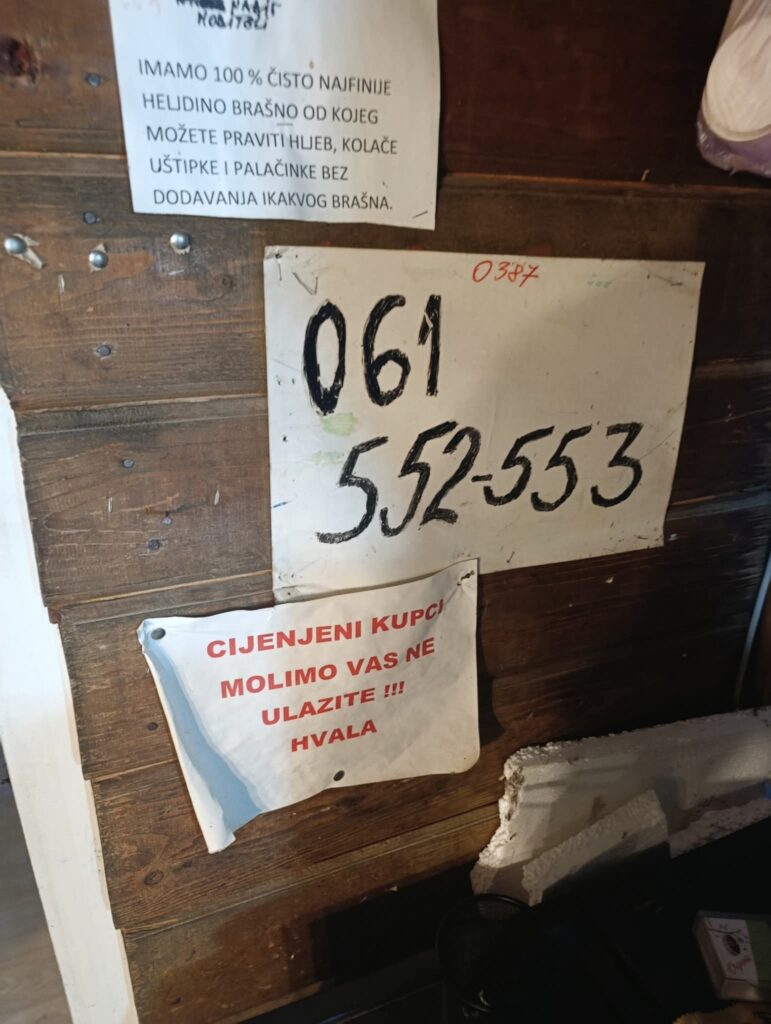 IMAMO 100 % ČISTO NAJFINIJE
HELJDINO BRAŠNO OD KOJEG
MOŽETE PRAVITI HLJEB, KOLAČE
UŠTIPKE I PALAČINKE BEZ
DODAVANJA IKAKVOG BRAŠNA.
0387
061
552-553
CIJENJENI KUPCI
MOLIMO VAS NE
ULAZITE !!!
HVALA